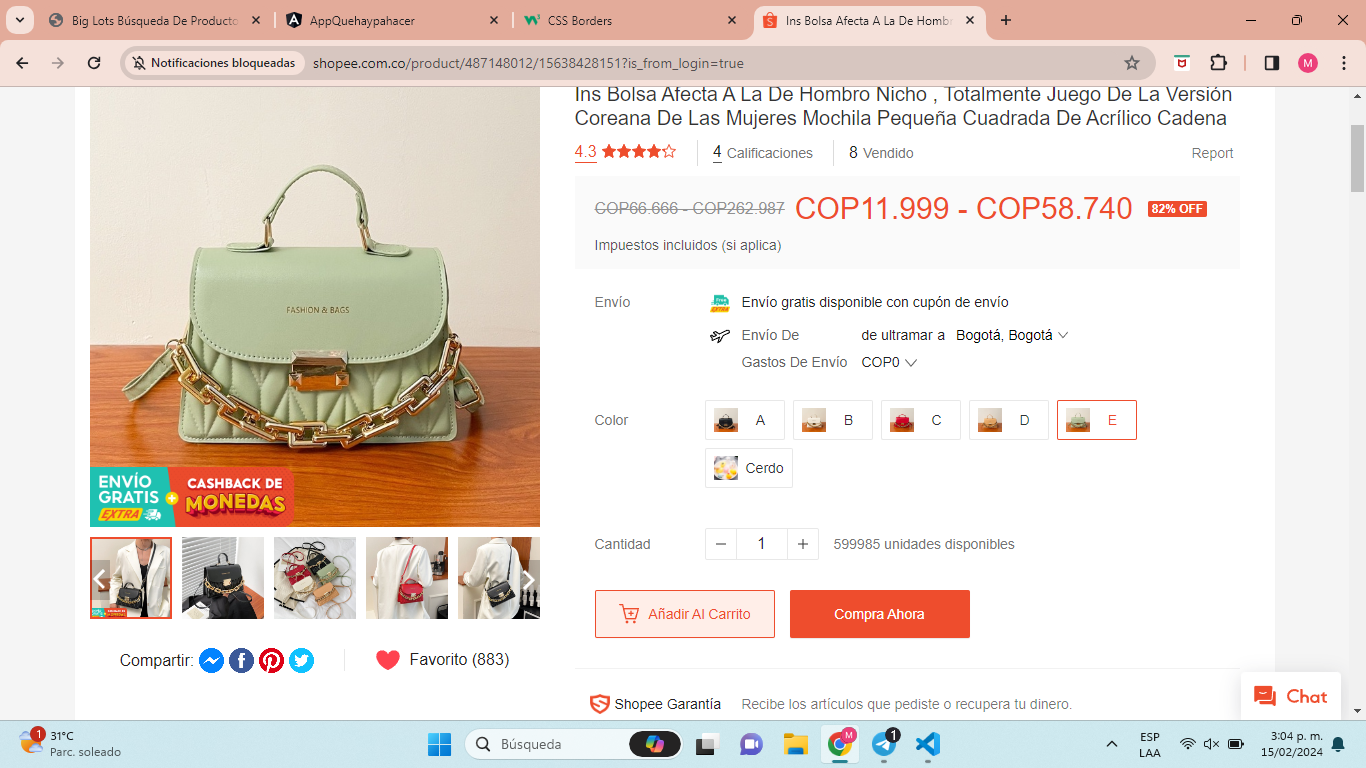 Big Lots Búsqueda De Producto
AppQuehaypahacer
CSS Borders
Ins Bolsa Afecta A La De Hombr
Notificaciones bloqueadas
shopee.com.co/product/487148012/15638428151?is_from_login=true
M
Ins Bolsa Afecta A La De Hombro Nicho , Totalmente Juego De La Versión
Coreana De Las Mujeres Mochila Pequeña Cuadrada De Acrílico Cadena
4.3
4 Calificaciones
8 Vendido
Report
COP66.666 - COP262.987
COP11.999 - COP58.740
82% OFF
Impuestos incluidos (si aplica)
FASHION & BAGS
Envío
Envío gratis disponible con cupón de envío
Envío De
de ultramar a Bogotá, Bogotá
Gastos De Envío
COP0
Color
A
B
C
D
E
Cerdo
ENVÍO
GRATIS
EXTRA
+
CASHBACK DE
MONEDAS
Cantidad
1
599985 unidades disponibles
Añadir Al Carrito
Compra Ahora
Compartir:
Favorito (883)
Shopee Garantía
Recibe los artículos que pediste o recupera tu dinero.
Chat
1
31°C
Parc. soleado
Búsqueda
M
1
ESP
LAA
3:04 p. m.
15/02/2024